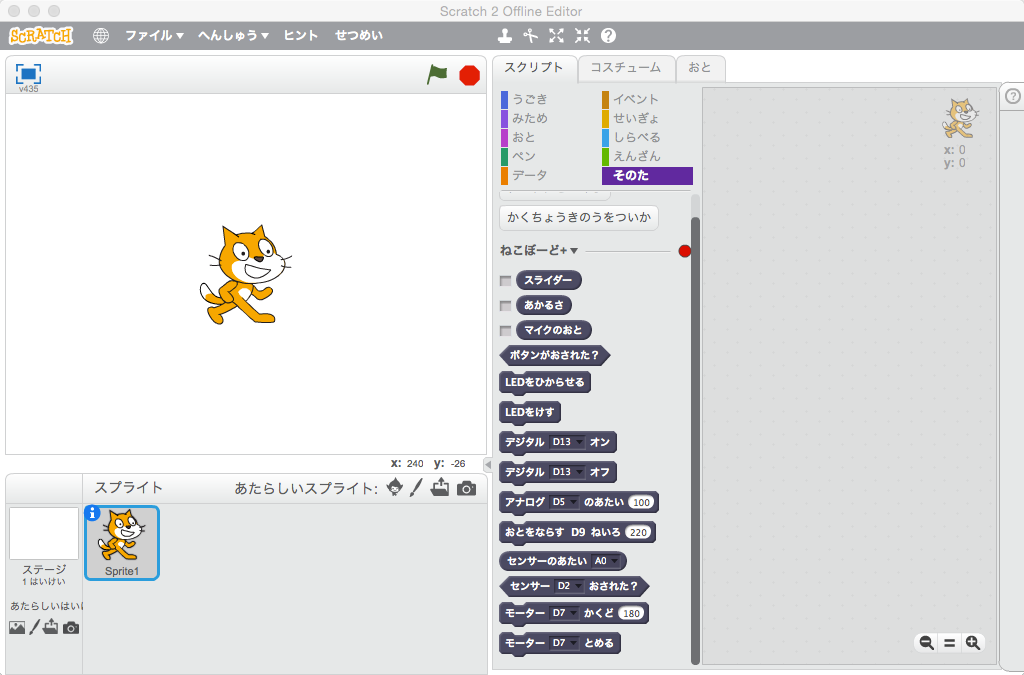 Scratch 2 Offline Editor
SCRATCH ファイル へんしゅう ヒント せつめい
v435
スクリプト コスチューム おと
うごき イベント
みため せいぎょ
おと しらべる
ペン えんざん
データ そのた
かくちょうきのうをついか
ねこぼーど+
スライダー
あかるさ
マイクのおと
ボタンがおされた？
LEDをひからせる
LEDをけす
デジタル D13 オン
デジタル D13 オフ
アナログ D5 のあたい 100
おとをならす D9 ねいろ 220
センサーのあたい A0
センサー D2 おされた？
モーター D7 かくど 180
モーター D7 とめる
x: 0
y: 0
x: 240 y: -26
スプライト あたらしいスプライト:
Sprite1
ステージ
1 はいけい
あたらしいはい